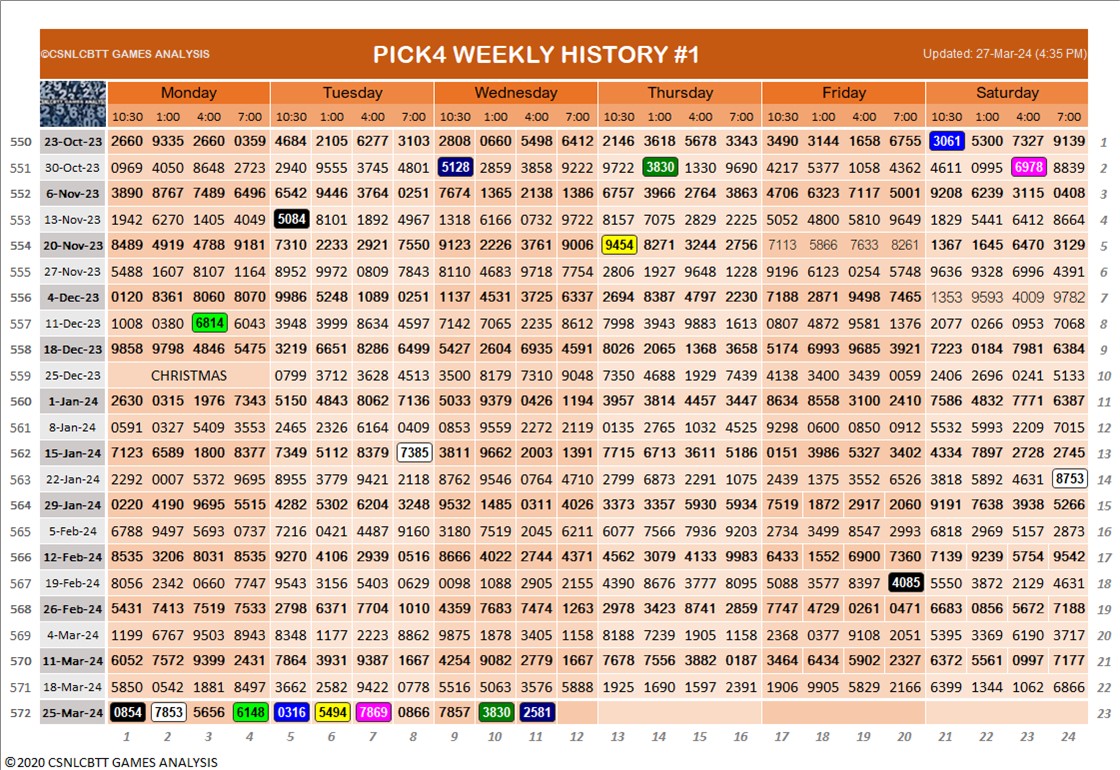 ©CSNLCBTT GAMES ANALYSIS PICK4 WEEKLY HISTORY #1 Updated: 27-Mar-24 (4:35 PM)
Monday Tuesday Wednesday Thursday Friday Saturday
10:30 1:00 4:00 7:00 10:30 1:00 4:00 7:00 10:30 1:00 4:00 7:00 10:30 1:00 4:00 7:00 10:30 1:00 4:00 7:00 10:30 1:00 4:00 7:00
550 23-Oct-23 2660 9335 2660 0359 4684 2105 6277 3103 2808 0660 5498 6412 2146 3618 5678 3343 3490 3144 1658 6755 3061 5300 7327 9139 1
551 30-Oct-23 0969 4050 8648 2723 2940 0555 3745 4801 5128 2859 3858 9222 9722 3830 1330 9696 4217 5377 1058 4362 4611 0995 6978 8839 2
552 6-Nov-23 3890 8767 7489 6496 6542 9446 3764 0251 7674 1365 2138 1386 6757 3966 2764 3863 4706 6323 7117 5001 9208 6239 3115 0408 3
553 13-Nov-23 1942 6270 1405 4049 5084 8101 1892 4967 1318 6166 0732 9722 8157 7075 2829 2225 5052 4800 5810 9649 1829 5441 6412 8664 4
554 20-Nov-23 8489 4919 4788 9181 7310 2233 2921 7550 9123 2226 3761 9006 9454 8271 3244 2756 7113 5866 7633 8261 1367 1645 6470 3129 5
555 27-Nov-23 5488 1607 8107 1164 8952 9972 0809 7843 8110 4683 9718 7754 2806 1927 9648 1228 9196 6123 0254 5748 9636 9328 6996 4391 6
556 4-Dec-23 0120 8361 8060 8070 9986 5248 1089 0251 1137 4531 3725 6337 2694 8387 4797 2230 7188 2871 9498 7465 1353 9593 4009 9782 7
557 11-Dec-23 1008 0380 6814 6043 3948 3999 8634 4597 7142 7065 2235 8612 7998 3943 9883 1613 0807 4872 9581 1376 2077 0266 0953 7068 8
558 18-Dec-23 9858 9798 4846 5475 3219 6651 8286 6499 5427 2604 6935 4591 8026 2065 1368 3658 5174 6993 9685 3921 7223 0184 7981 6384 9
559 25-Dec-23 CHRISTMAS 0799 3712 3628 4513 3500 8179 7310 9048 7350 4688 1929 7439 4138 3400 3439 0059 2406 2696 0241 5133 10
560 1-Jan-24 2630 0315 1976 7343 5150 4843 8062 7136 5033 9379 0426 1194 3957 3814 4457 3447 8634 8558 3100 2410 7586 4832 7771 6387 11
561 8-Jan-24 0591 0327 5409 3553 2465 2326 6164 0409 0853 9559 2272 2119 0135 2765 1032 4525 9298 0600 0850 0912 5532 5993 2209 7015 12
562 15-Jan-24 7123 6589 1800 8377 7349 5112 8379 7385 3811 9662 2003 1391 7715 6713 3611 5186 0151 3986 5327 3402 4334 7897 2728 2745 13
563 22-Jan-24 2292 0007 5372 9695 8955 3779 9421 2118 8762 9546 0764 4710 2799 6873 2291 1075 2439 1375 3552 6526 3818 5892 4631 8753 14
564 29-Jan-24 0220 4190 9695 5515 4282 5302 6204 3248 9532 1485 0311 4026 3373 3357 5930 5934 7519 1872 2917 2060 9191 7638 3938 5266 15
565 5-Feb-24 6788 9497 5693 0737 7216 0421 4487 9160 3180 7519 2045 6211 6077 7566 7936 9203 2734 3499 8547 2993 6818 2969 5157 2873 16
566 12-Feb-24 8535 3206 8031 8535 9270 4106 2939 0516 8666 4022 2744 4371 4562 3079 4133 9983 6433 1552 6900 7360 7139 9239 5754 9542 17
567 19-Feb-24 8056 2342 0660 7747 9543 3156 5403 0629 0098 1088 2905 2155 4390 8676 3777 8095 5088 3577 8397 4085 5550 3872 2129 4631 18
568 26-Feb-24 5431 7413 7519 7533 2798 6371 7704 1010 4359 7683 7474 1263 2978 3423 8741 2859 7747 4729 0261 0471 6683 0856 5672 7188 19
569 4-Mar-24 1199 6767 9503 8943 8348 1177 2223 8862 9875 1878 3405 1158 8188 7239 1905 1158 2368 0377 9108 2051 5395 3369 6190 3717 20
570 11-Mar-24 6052 7572 9399 2431 7864 3931 9387 1667 4254 9082 2779 1667 7678 7556 3882 0187 3464 6434 5902 2327 6372 5561 0997 7177 21
571 18-Mar-24 5850 0542 1881 8497 3662 2582 9422 0778 5516 5063 3576 5888 1925 1690 1597 2391 1906 9905 5829 2166 6399 1344 1062 6866 22
572 25-Mar-24 0854 7853 5656 6148 0316 5494 7869 0866 7857 3830 2581 23
1 2 3 4 5 6 7 8 9 10 11 12 13 14 15 16 17 18 19 20 21 22 23 24
©2020 CSNLCBTT GAMES ANALYSIS